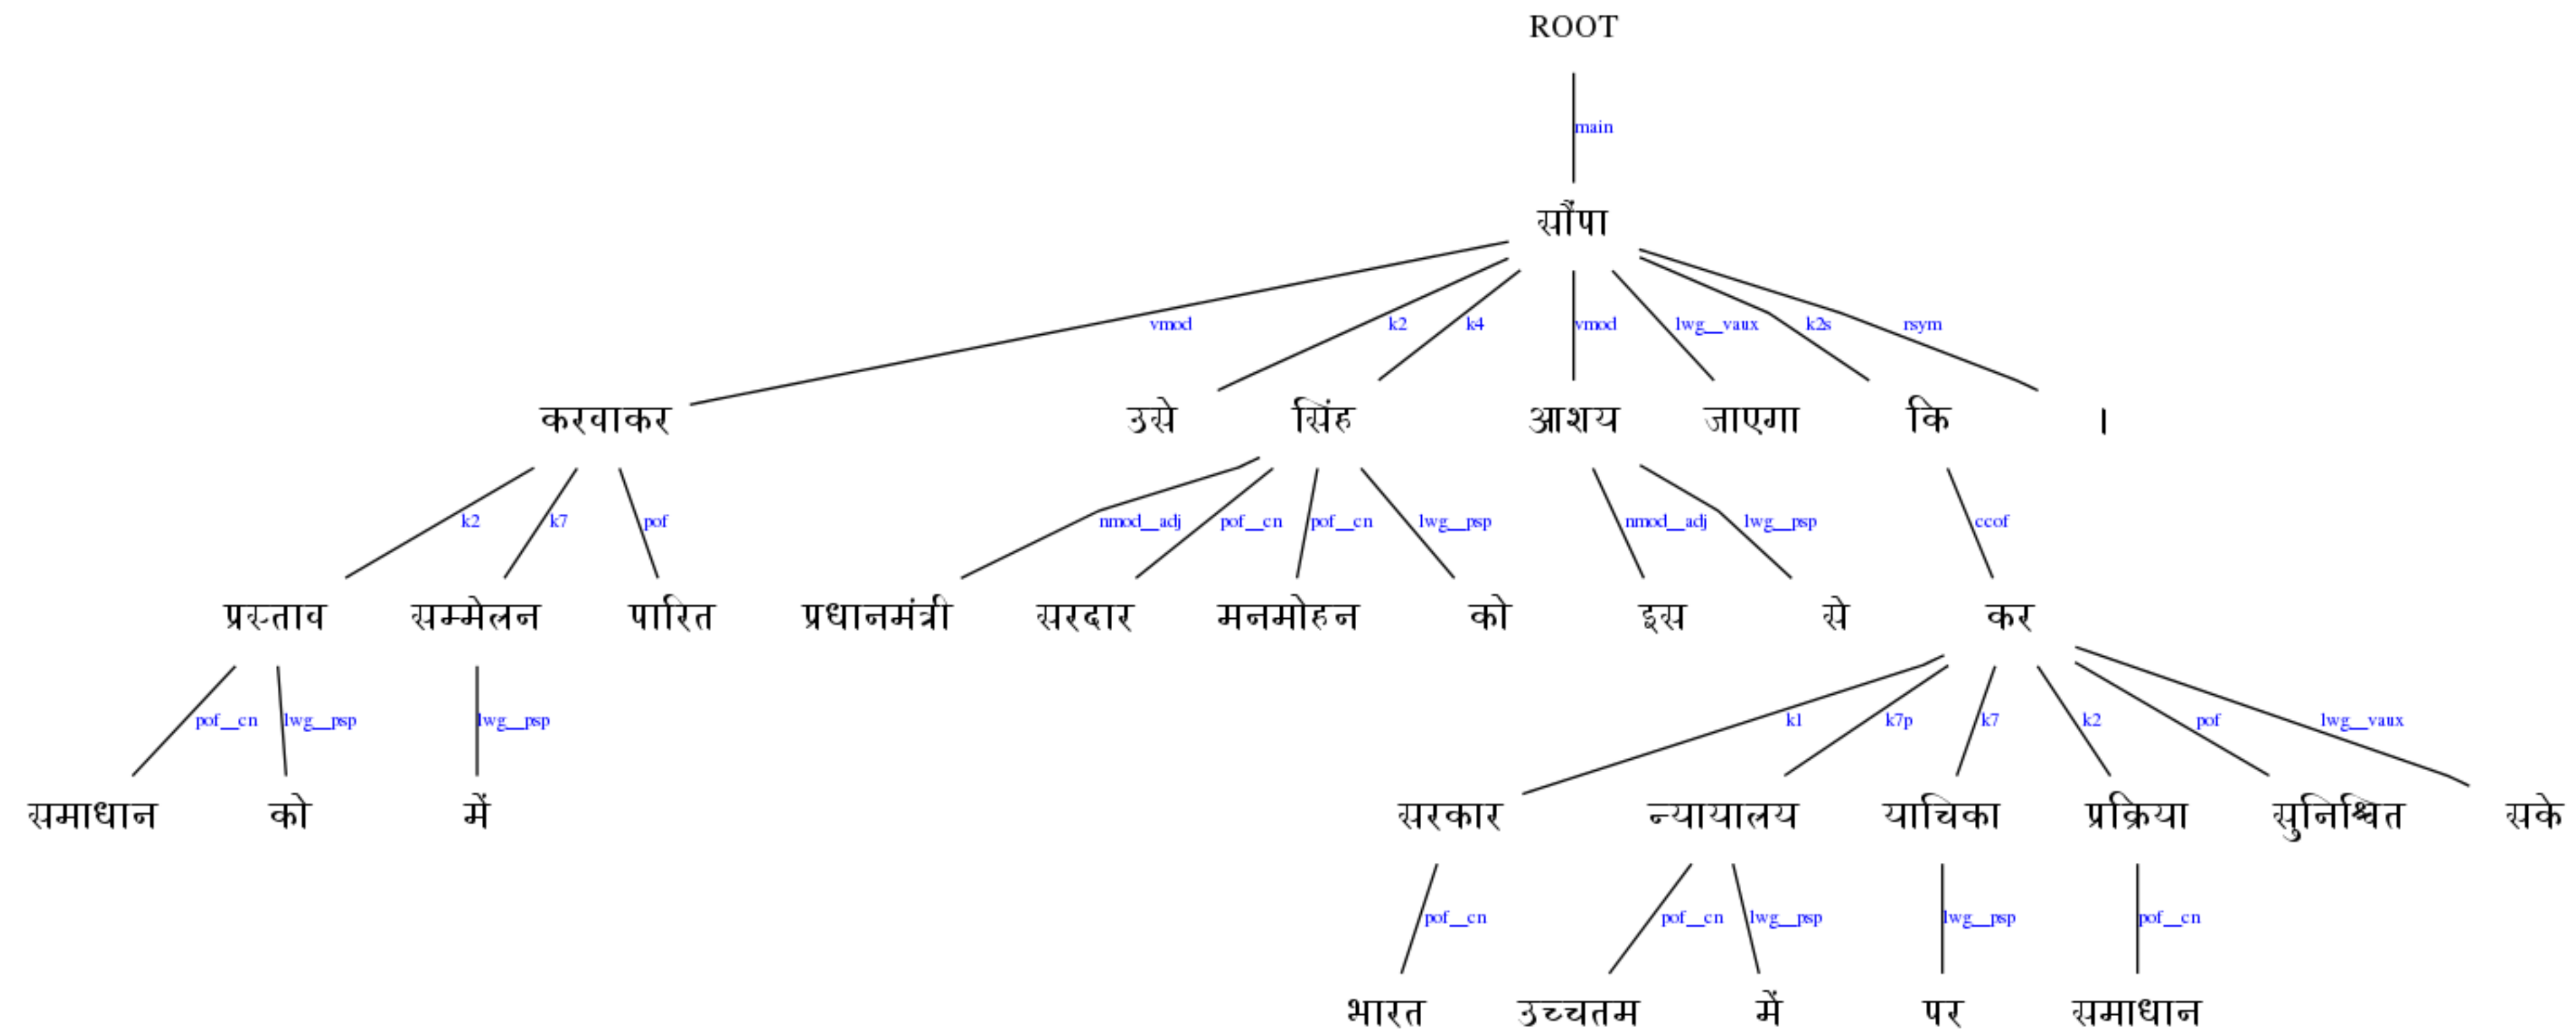 ROOT
main
सौंपा
vmod k2 k4 vmod lwg__vaux k2s rsym
करवाकर उसे सिंह आशय जाएगा कि ।
k2 k7 pof nmod__adj pof__cn pof__cn lwg__psp nmod__adj lwg__psp ccof
प्रस्ताव सम्मेलन पारित प्रधानमंत्री सरदार मनमोहन को इस से कर
pof__cn lwg__psp lwg__psp k1 k7p k7 k2 pof lwg__vaux
समाधान को में सरकार न्यायालय याचिका प्रक्रिया सुनिश्चित सके
pof__cn pof__cn lwg__psp lwg__psp pof__cn
भारत उच्चतम में पर समाधान